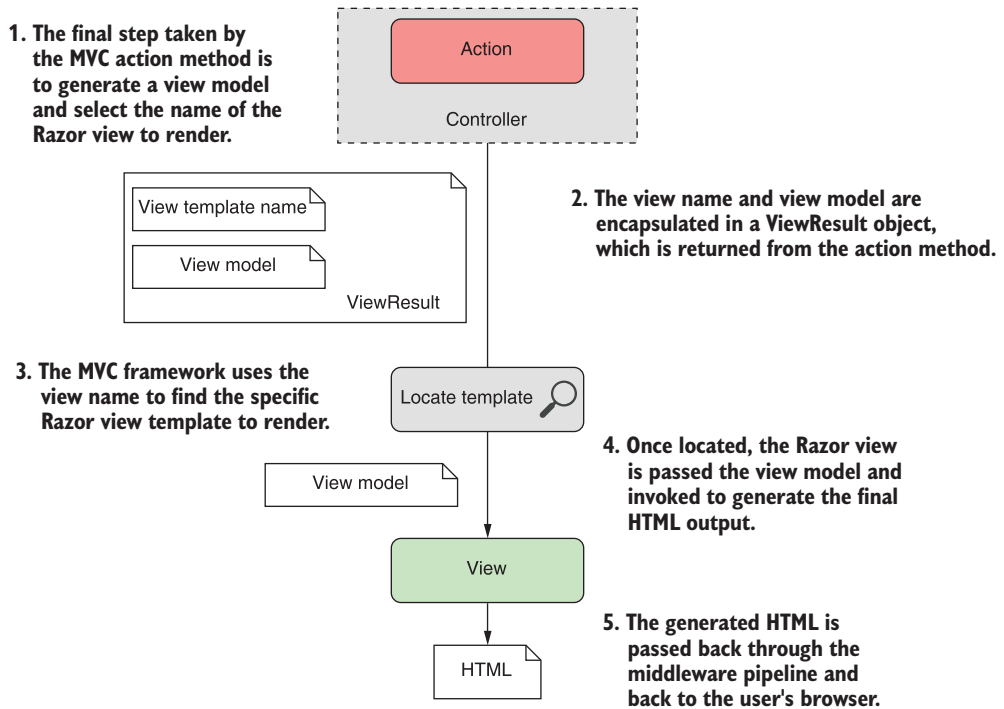 1. The final step taken by
the MVC action method is
to generate a view model
and select the name of the
Razor view to render.
Action
Controller
View template name
View model
ViewResult
2. The view name and view model are
encapsulated in a ViewResult object,
which is returned from the action method.
3. The MVC framework uses the
view name to find the specific
Razor view template to render.
Locate template
4. Once located, the Razor view
is passed the view model and
invoked to generate the final
HTML output.
View model
View
5. The generated HTML is
passed back through the
middleware pipeline and
back to the user's browser.
HTML